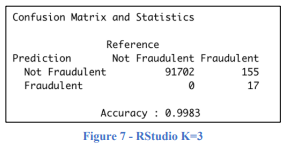 Confusion Matrix and Statistics
Reference
Prediction Not Fraudulent Fraudulent
Not Fraudulent 91702 155
Fraudulent 0 17
Accuracy : 0.9983
Figure 7 - RStudio K=3